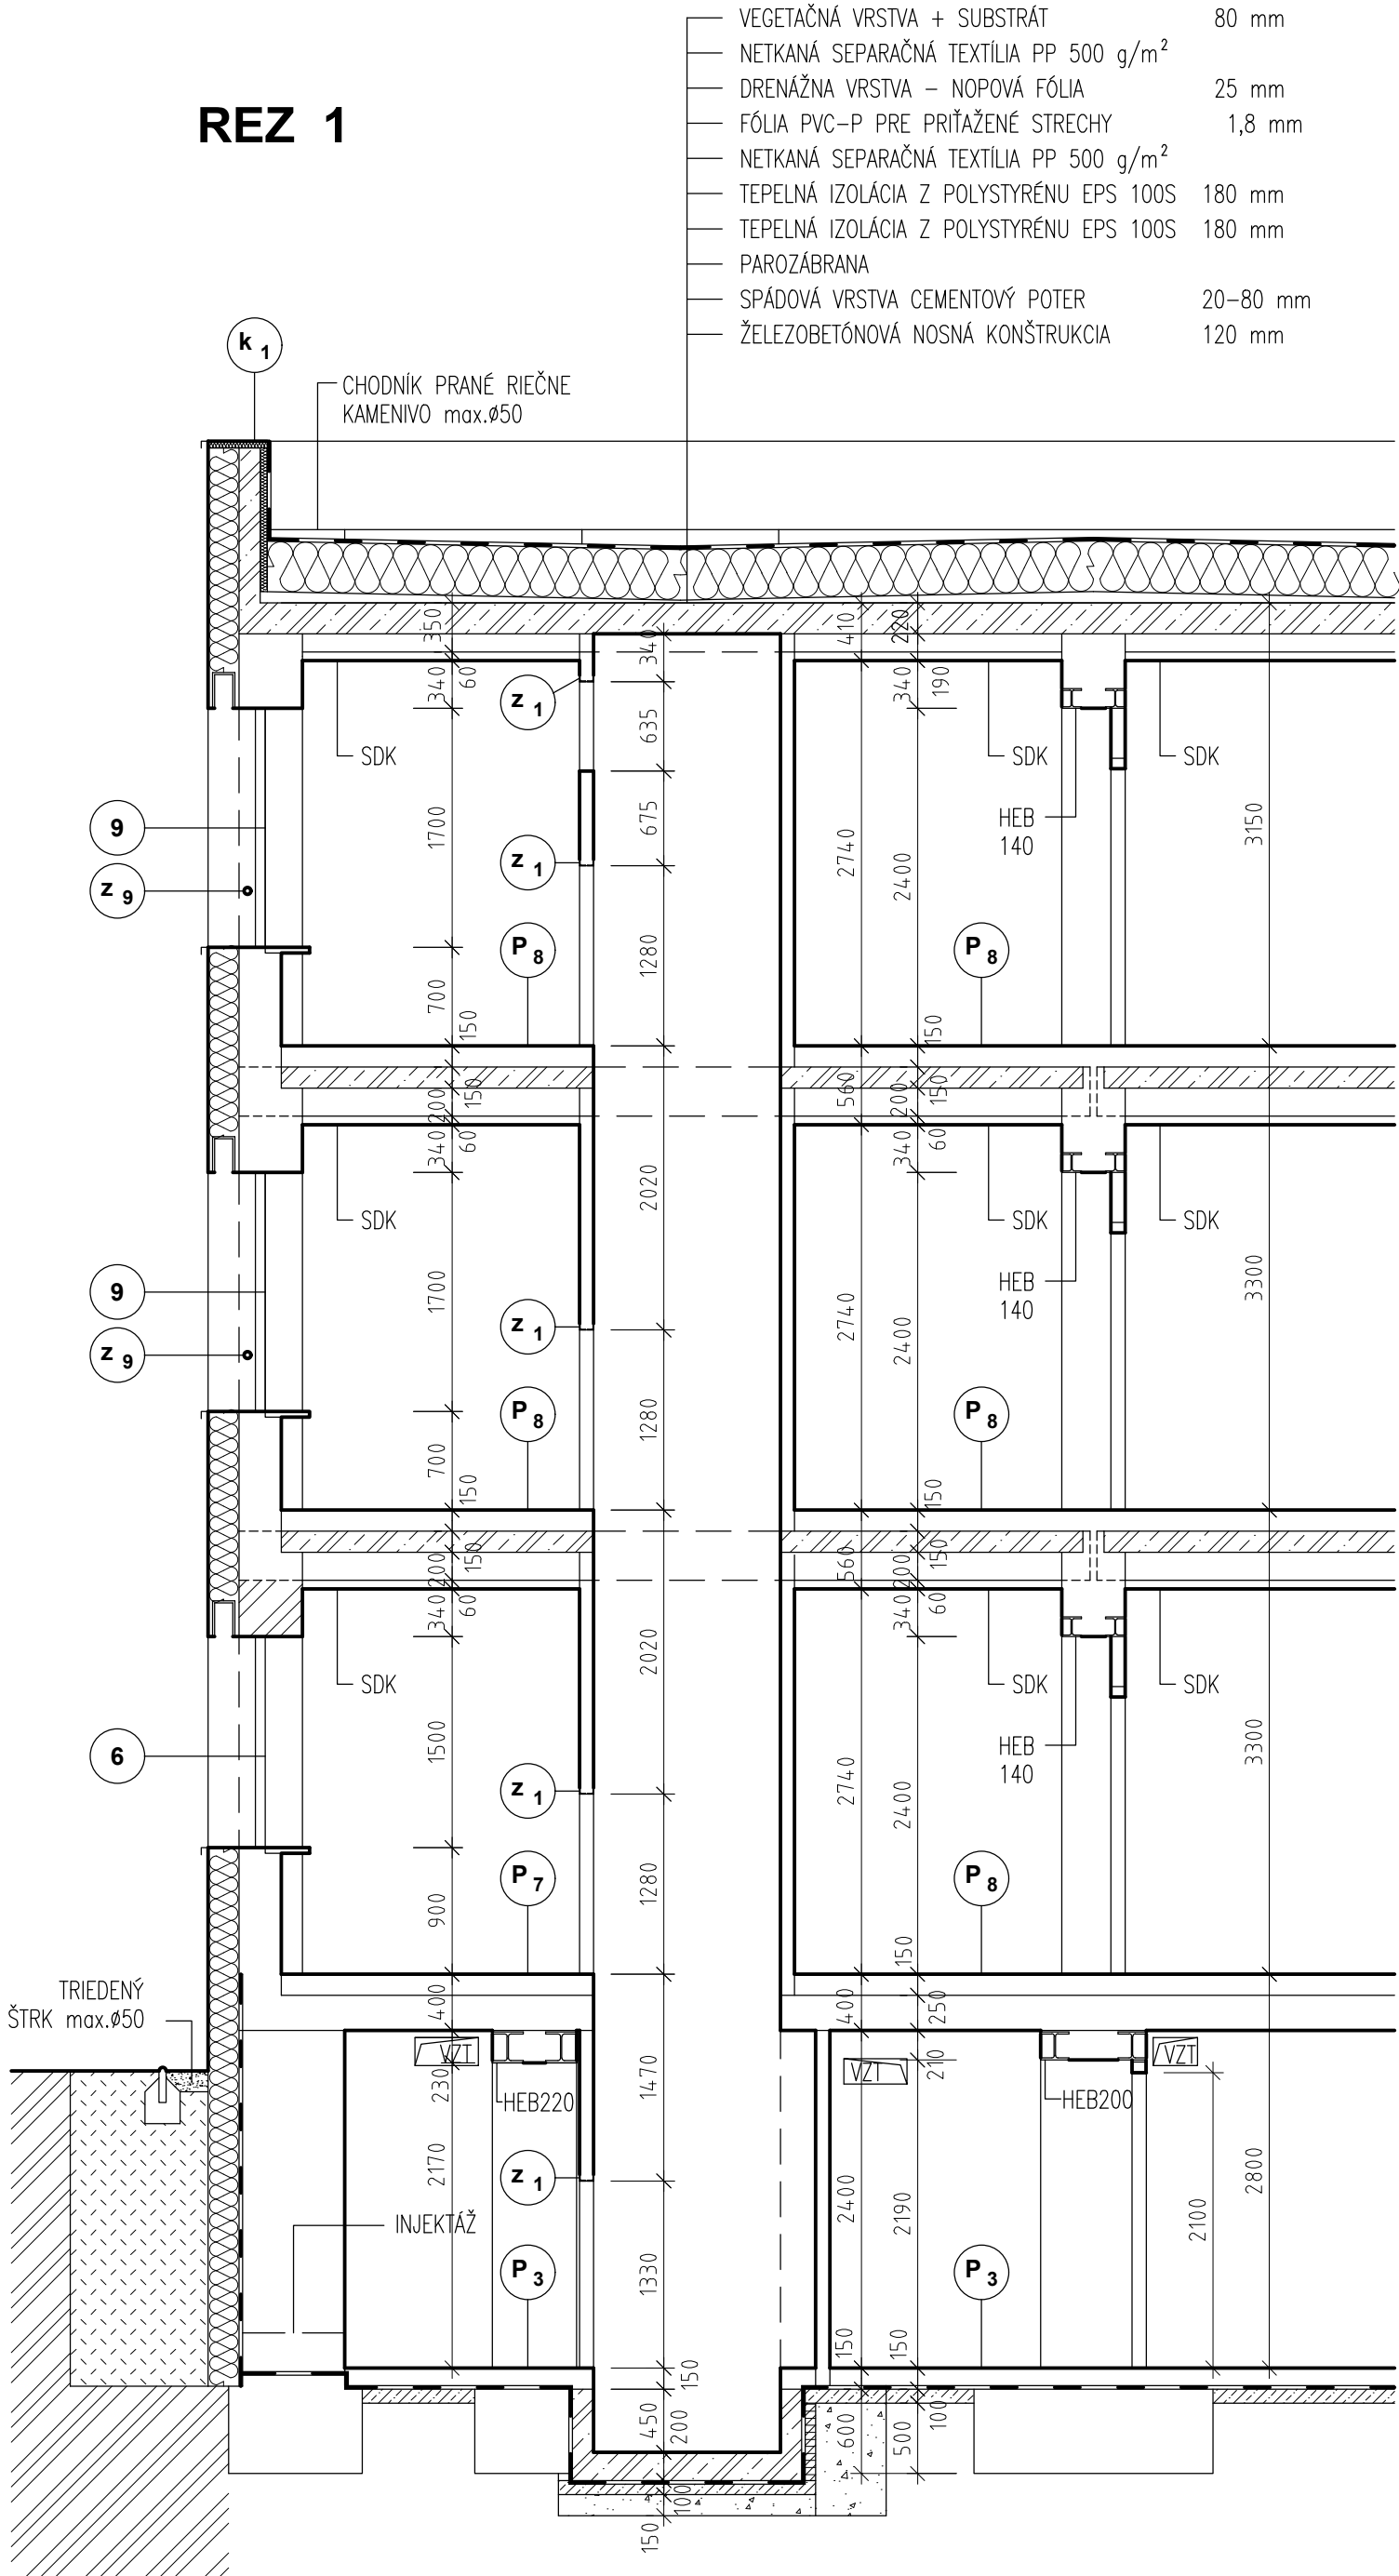 VEGETAČNÁ VRSTVA + SUBSTRÁT 80 mm
NETKANÁ SEPARAČNÁ TEXTÍLIA PP 500 g/m²
DRENÁŽNA VRSTVA – NOPOVÁ FÓLIA 25 mm
FÓLIA PVC–P PRE PRIŤAŽENÉ STRECHY 1,8 mm
NETKANÁ SEPARAČNÁ TEXTÍLIA PP 500 g/m²
TEPELNÁ IZOLÁCIA Z POLYSTYRÉNU EPS 100S 180 mm
TEPELNÁ IZOLÁCIA Z POLYSTYRÉNU EPS 100S 180 mm
PAROZÁBRANA
SPÁDOVÁ VRSTVA CEMENTOVÝ POTER 20–80 mm
ŽELEZOBETÓNOVÁ NOSNÁ KONŠTRUKCIA 120 mm
REZ 1
k 1
CHODNÍK PRANÉ RIEČNE
KAMENIVO max.ø50
350
340
60
340
410
220
340
190
z 1
635
SDK
SDK
SDK
9
1700
675
HEB
140
2740
2400
3150
z 1
z 9
P 8
1280
P 8
700
150
150
200
150
560
200
150
340
60
340
60
2020
SDK
SDK
SDK
9
1700
HEB
140
2740
2400
3300
z 1
z 9
P 8
1280
P 8
700
150
150
200
150
560
200
150
340
60
340
60
2020
SDK
SDK
SDK
6
1500
HEB
140
2740
2400
3300
z 1
P 7
1280
P 8
900
150
TRIEDENÝ
ŠTRK max.ø50
400
400
250
VZT
230
HEB220
1470
VZT
210
HEB200
VZT
2170
z 1
2400
2190
2100
2800
INJEKTÁŽ
P 3
1330
P 3
150
150
150
450
200
600
500
100
100
150